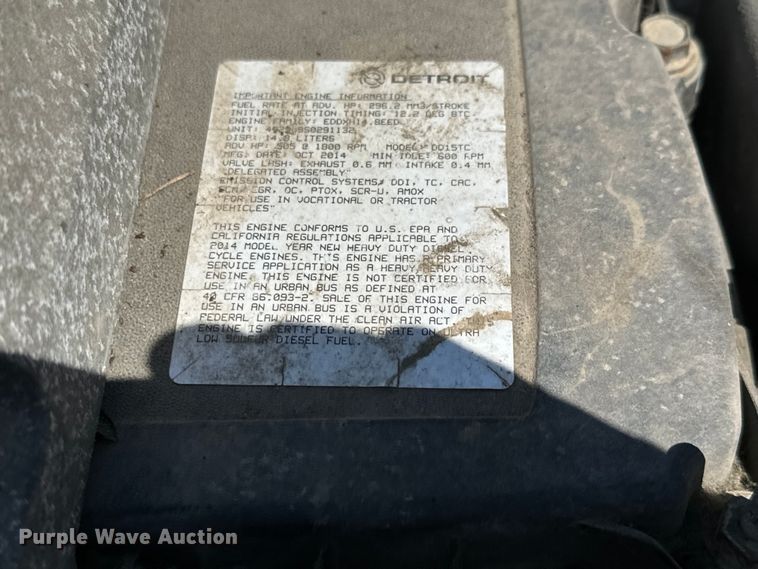 DETROIT
IMPORTANT ENGINE INFORMATION
FUEL RATE AT ADV. HP: 296.2 MM3/STROKE
INITIAL INJECTION TIMING: 12.2 DEG BTC
ENGINE FAMILY: EDDXH14.8EED
UNIT:
DISP: 14.8 LITERS
ADV HP: 505 @ 1800 RPM MODEL: DD15TC
MFG. DATE: OCT 2014 MIN IDLE: 600 RPM
VALVE LASH: EXHAUST 0.6 MM INTAKE 0.4 MM
"DELEGATED ASSEMBLY"
EMISSION CONTROL SYSTEMS: DDI, TC, CAC,
ECM, EGR, OC, PTOX, SCR-U, AMOX
"FOR USE IN VOCATIONAL OR TRACTOR
VEHICLES"
THIS ENGINE CONFORMS TO U.S. EPA AND
CALIFORNIA REGULATIONS APPLICABLE TO
2014 MODEL YEAR NEW HEAVY DUTY DIESEL
CYCLE ENGINES. THIS ENGINE HAS A PRIMARY
SERVICE APPLICATION AS A HEAVY HEAVY DUTY
ENGINE. THIS ENGINE IS NOT CERTIFIED FOR
USE IN AN URBAN BUS AS DEFINED AT
40 CFR 86.093-2. SALE OF THIS ENGINE FOR
USE IN AN URBAN BUS IS A VIOLATION OF
FEDERAL LAW UNDER THE CLEAN AIR ACT. THIS
ENGINE IS CERTIFIED TO OPERATE ON ULTRA
LOW SULFUR DIESEL FUEL.
Purple Wave Auction